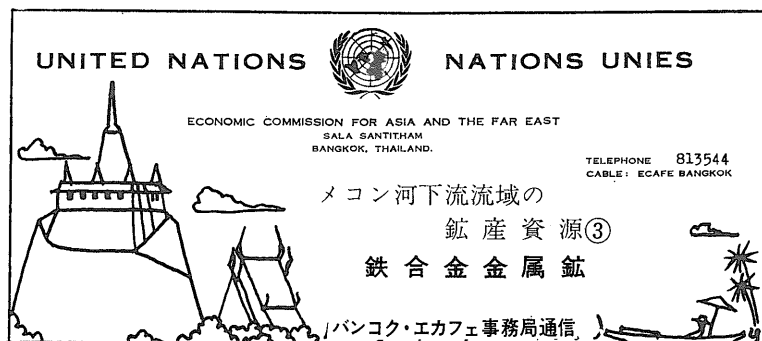 UNITED NATIONS NATIONS UNIES
ECONOMIC COMMISSION FOR ASIA AND THE FAR EAST
SALA SANTITHAM
BANGKOK, THAILAND.
TELEPHONE 813544
CABLE: ECAFE BANGKOK
メコン河下流流域の
鉱産資源③
鉄合金金属鉱
バンコク・エカフェ事務局通信